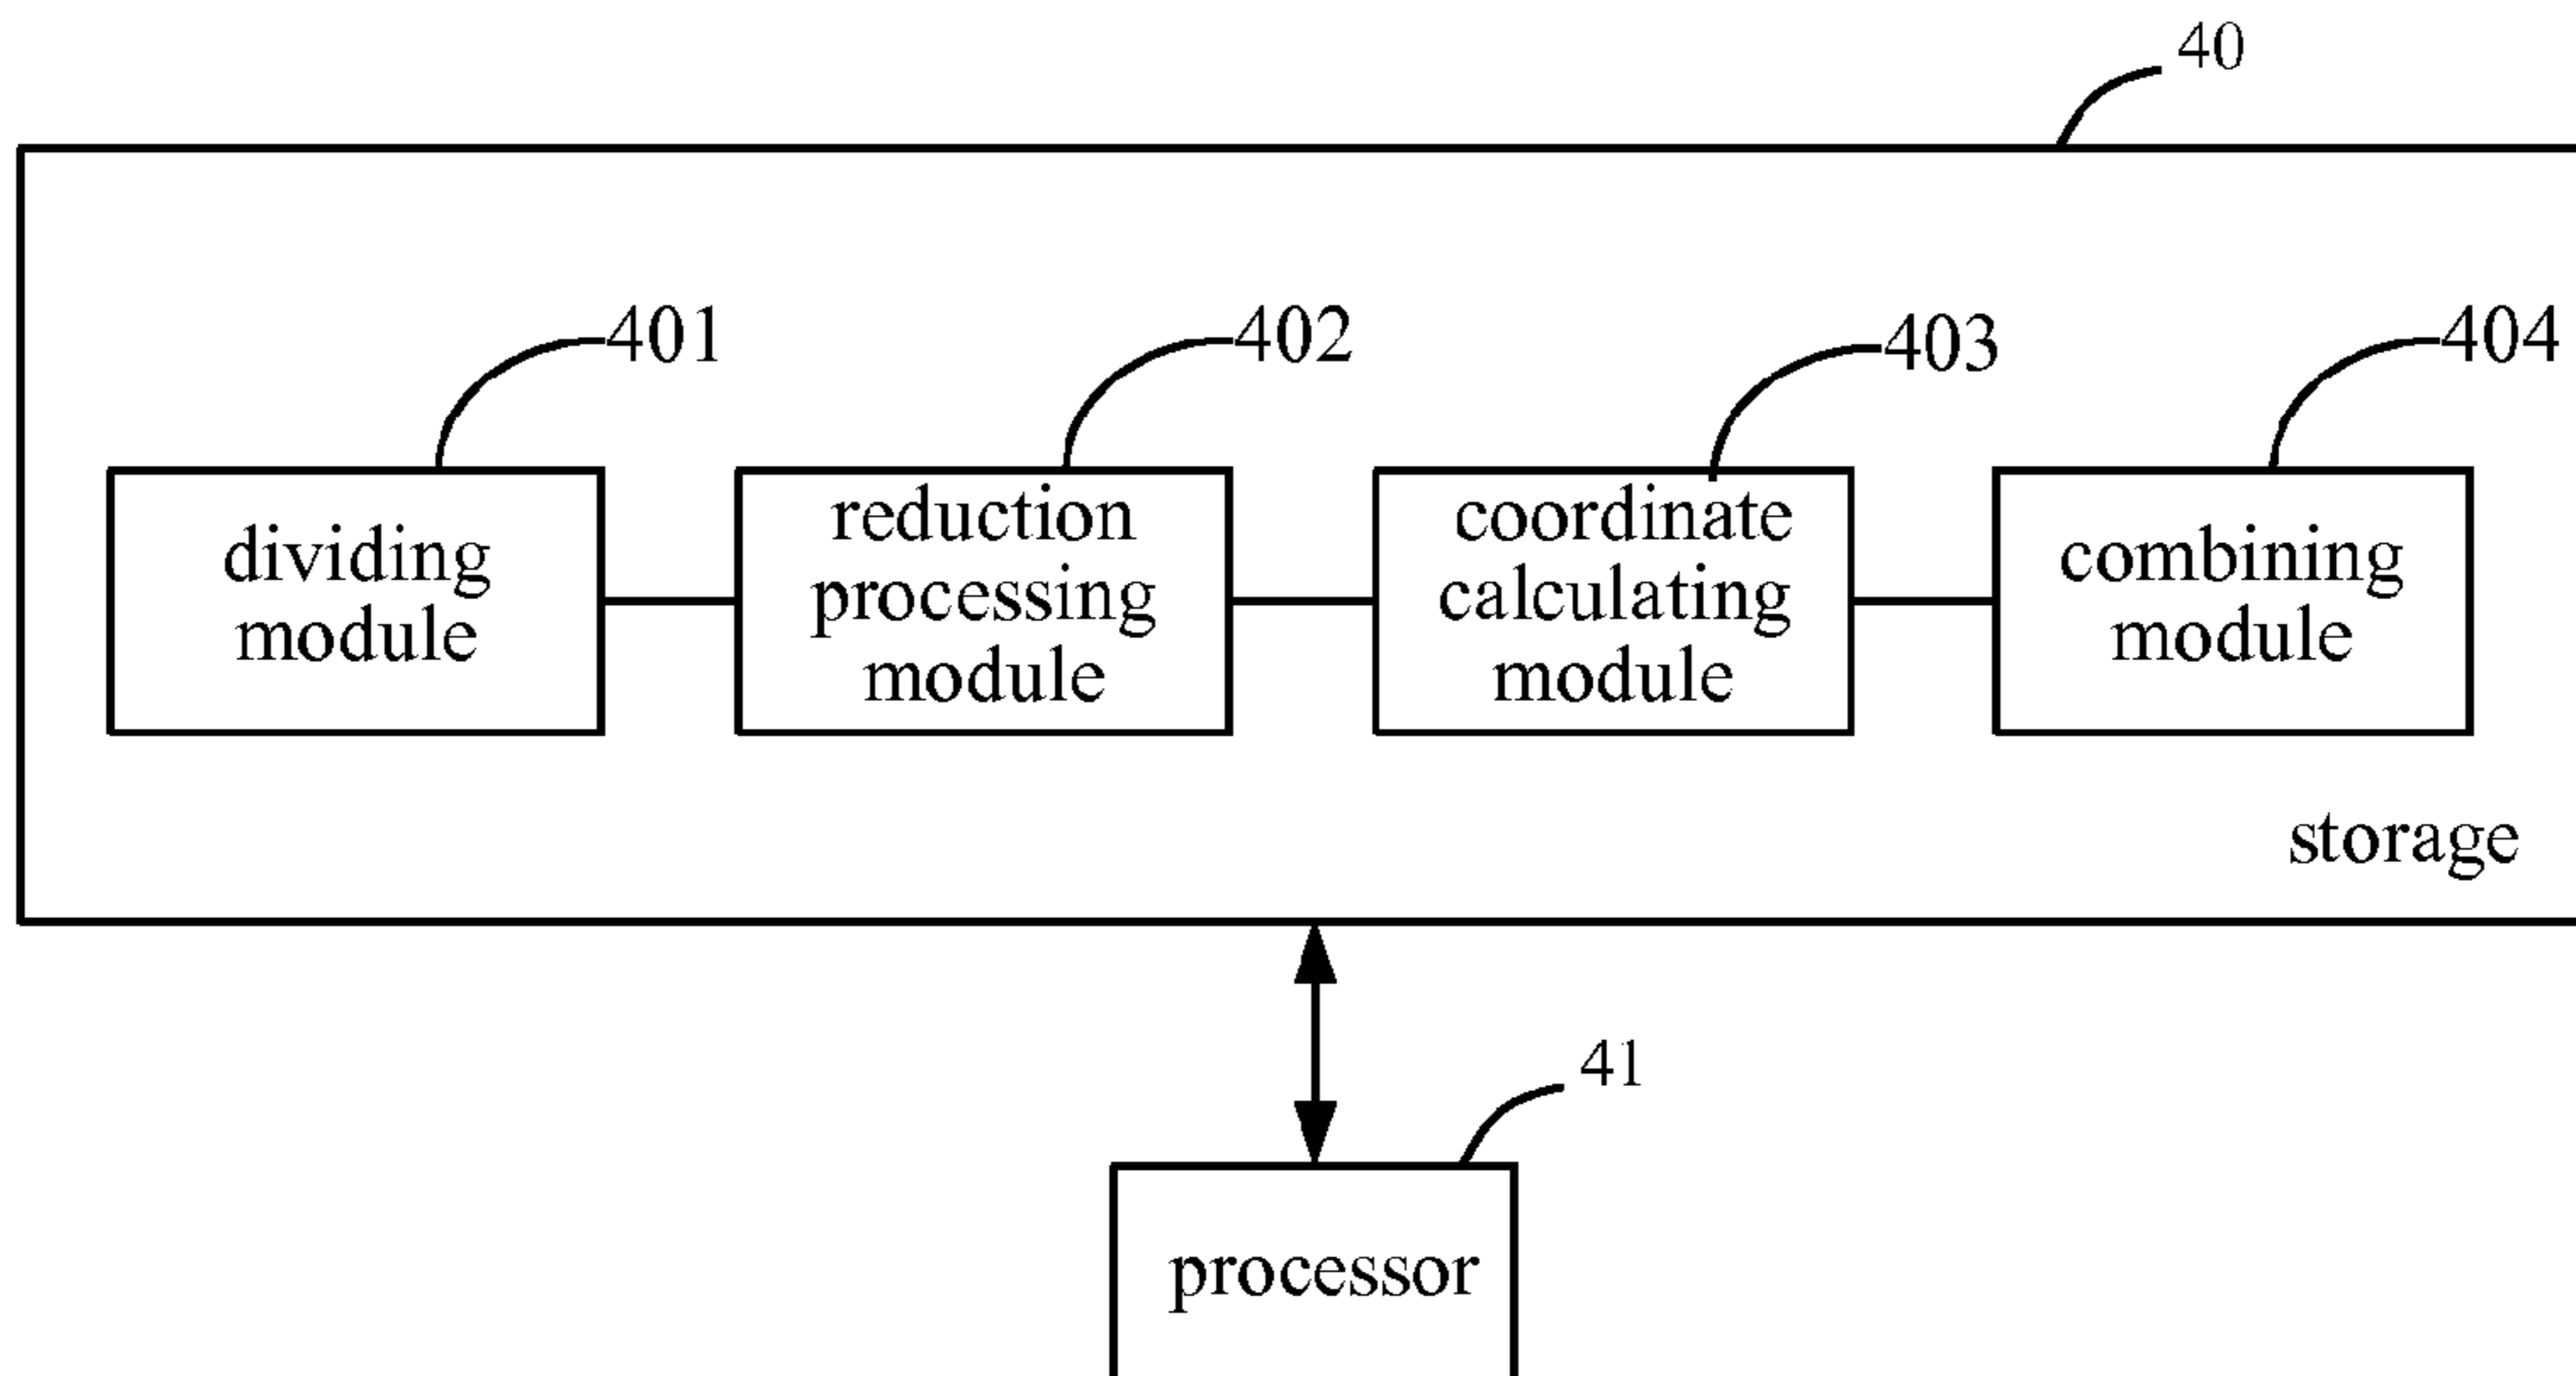 40
401
402
403
404
dividing
module
reduction
processing
module
coordinate
calculating
module
combining
module
storage
41
processor